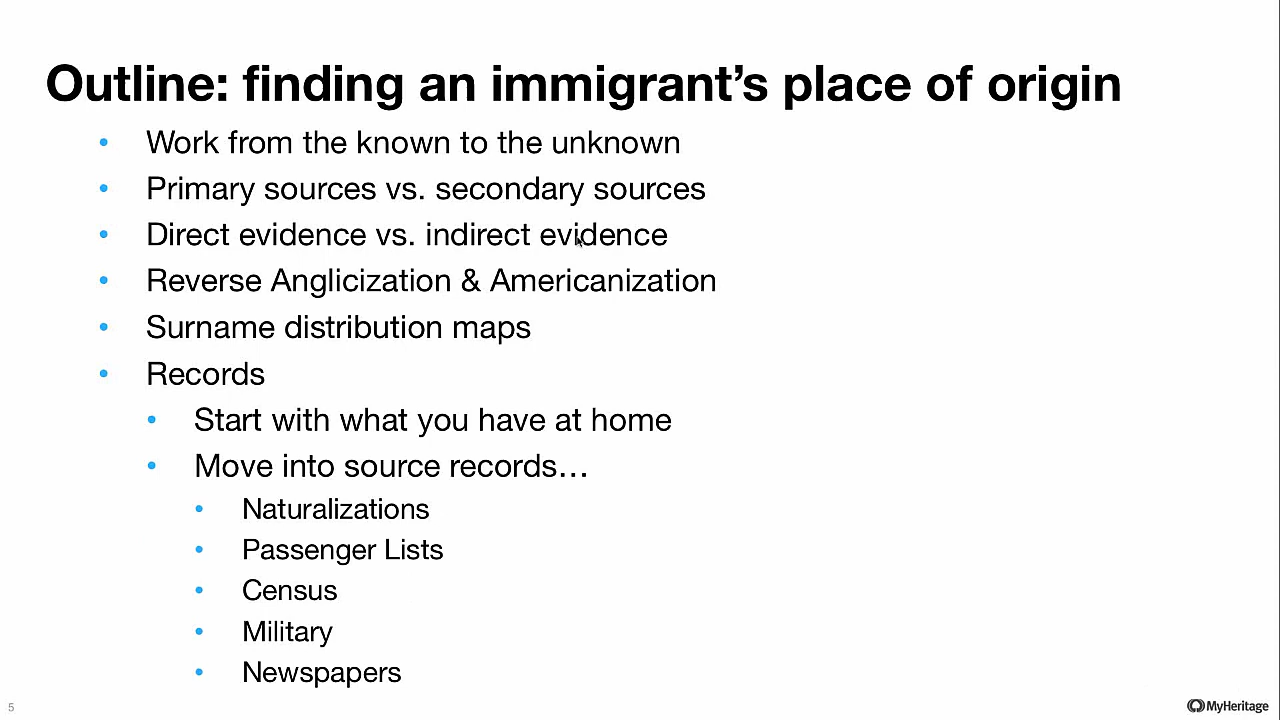 Outline: finding an immigrant’s place of origin
• Work from the known to the unknown
• Primary sources vs. secondary sources
• Direct evidence vs. indirect evidence
• Reverse Anglicization & Americanization
• Surname distribution maps
• Records
• Start with what you have at home
• Move into source records…
• Naturalizations
• Passenger Lists
• Census
• Military
• Newspapers
5
MyHeritage